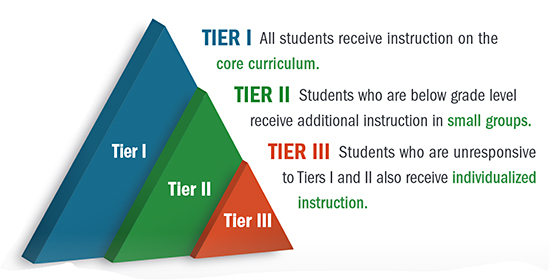 TIER I All students receive instruction on the
core curriculum.
TIER II Students who are below grade level
receive additional instruction in small groups.
TIER III Students who are unresponsive
to Tiers I and II also receive individualized
instruction.
Tier I
Tier II
Tier III